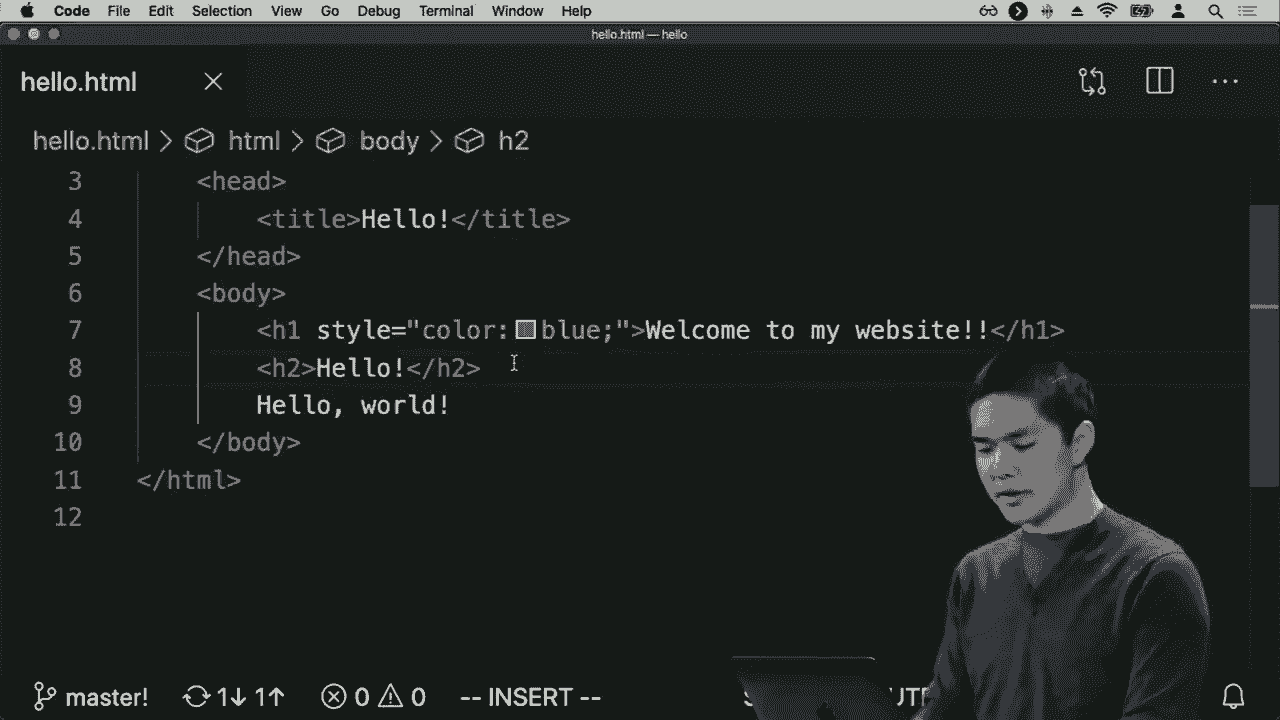 Code File Edit Selection View Go Debug Terminal Window Help
hello.html — hello
hello.html
hello.html > html > body > h2
3 <head>
4 <title>Hello!</title>
5 </head>
6 <body>
7 <h1 style="color: blue;">Welcome to my website!!</h1>
8 <h2>Hello!</h2>
9 Hello, world!
10 </body>
11 </html>
12
master! 1↓ 1↑ 0 0 -- INSERT --